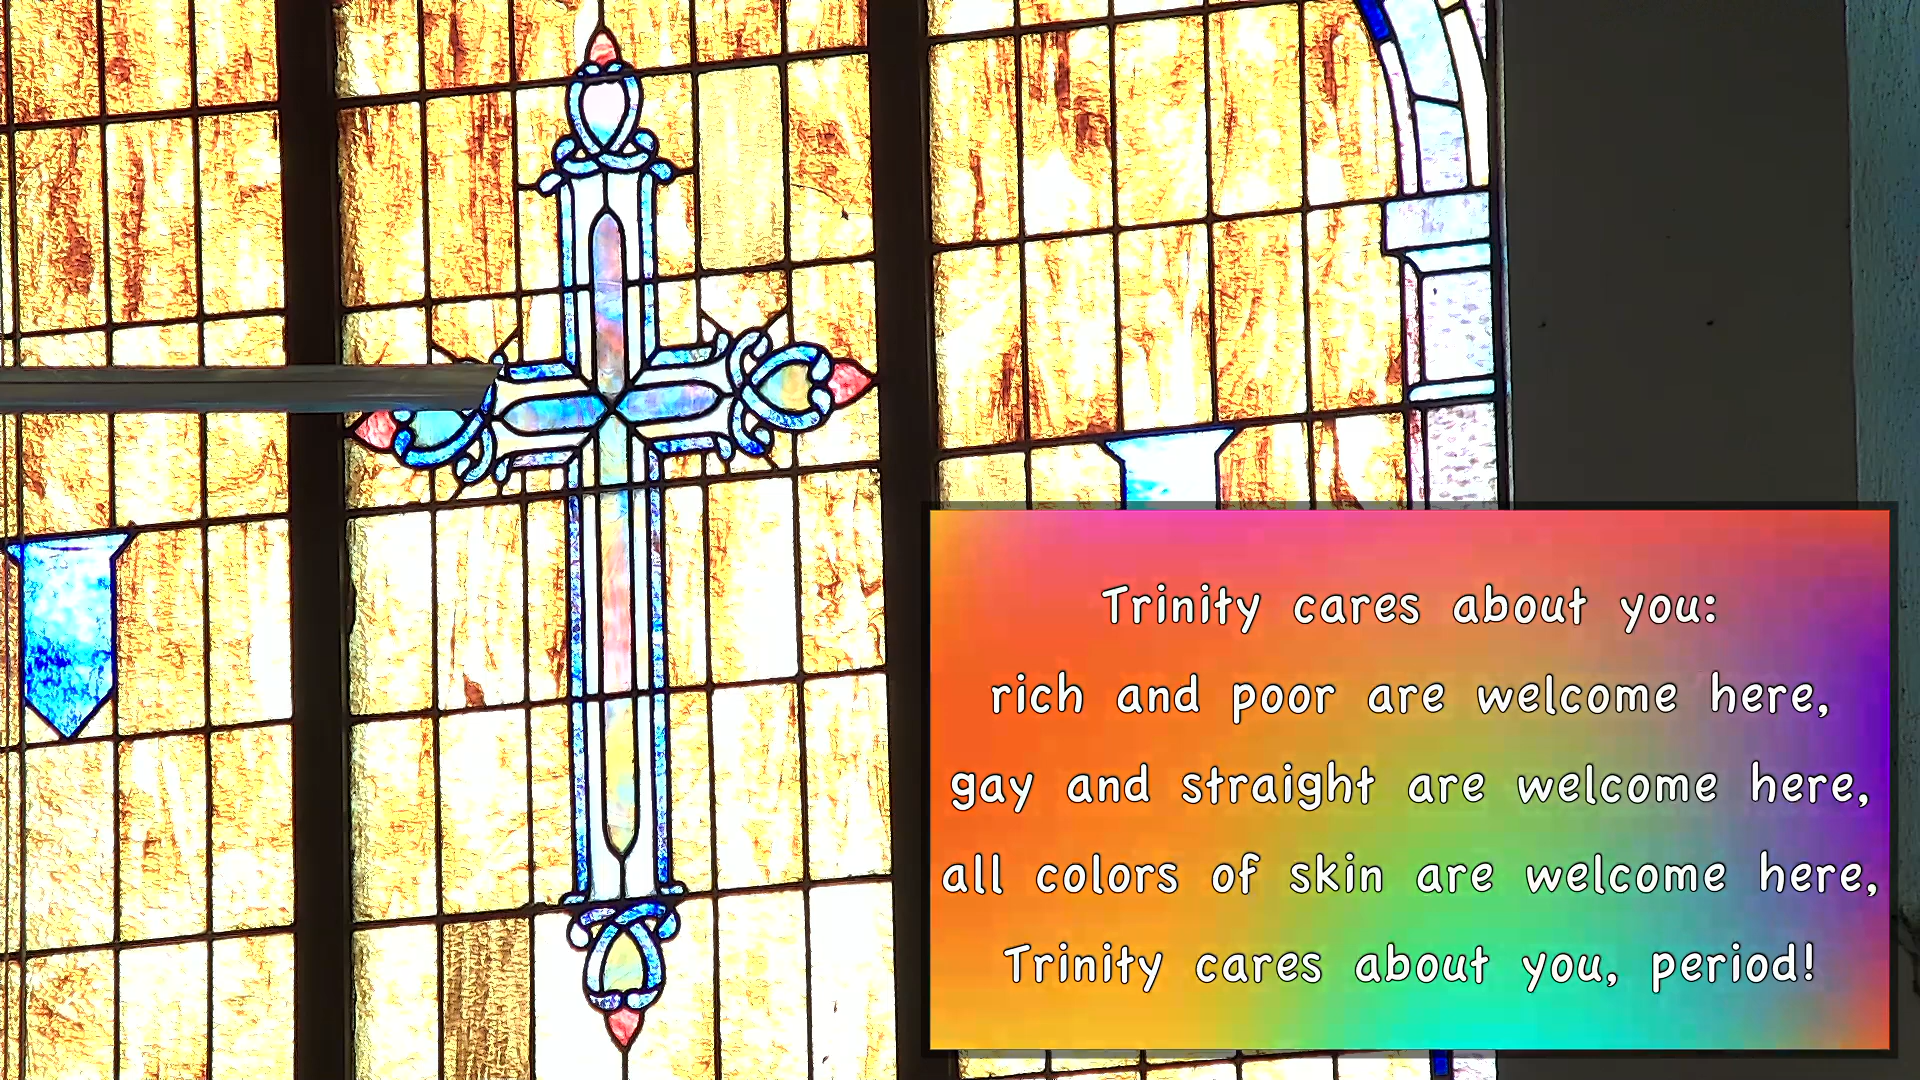 Trinity cares about you:
rich and poor are welcome here,
gay and straight are welcome here,
all colors of skin are welcome here,
Trinity cares about you, period!